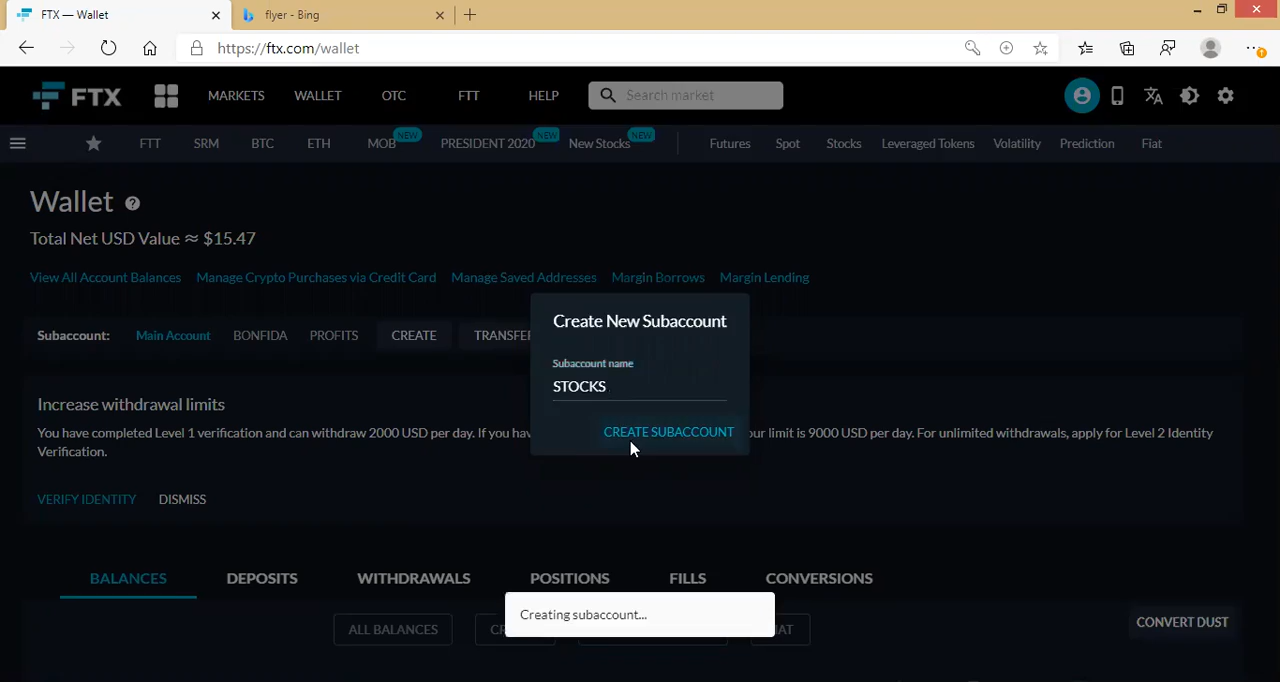 FTX — Wallet
flyer - Bing
https://ftx.com/wallet
FTX MARKETS WALLET OTC FTT HELP Search market
FTT SRM BTC ETH MOB NEW PRESIDENT 2020 NEW New Stocks NEW Futures Spot Stocks Leveraged Tokens Volatility Prediction Fiat
Wallet ?
Total Net USD Value ≈ $15.47
View All Account Balances Manage Crypto Purchases via Credit Card Manage Saved Addresses Margin Borrows Margin Lending
Subaccount: Main Account BONFIDA PROFITS CREATE
Create New Subaccount
Subaccount name
STOCKS
CREATE SUBACCOUNT
Increase withdrawal limits
You have completed Level 1 verification and can withdraw 2000 USD per day. If you limit is 9000 USD per day. For unlimited withdrawals, apply for Level 2 Identity
Verification.
VERIFY IDENTITY DISMISS
BALANCES DEPOSITS WITHDRAWALS POSITIONS FILLS CONVERSIONS
Creating subaccount...
ALL BALANCES CONVERT DUST